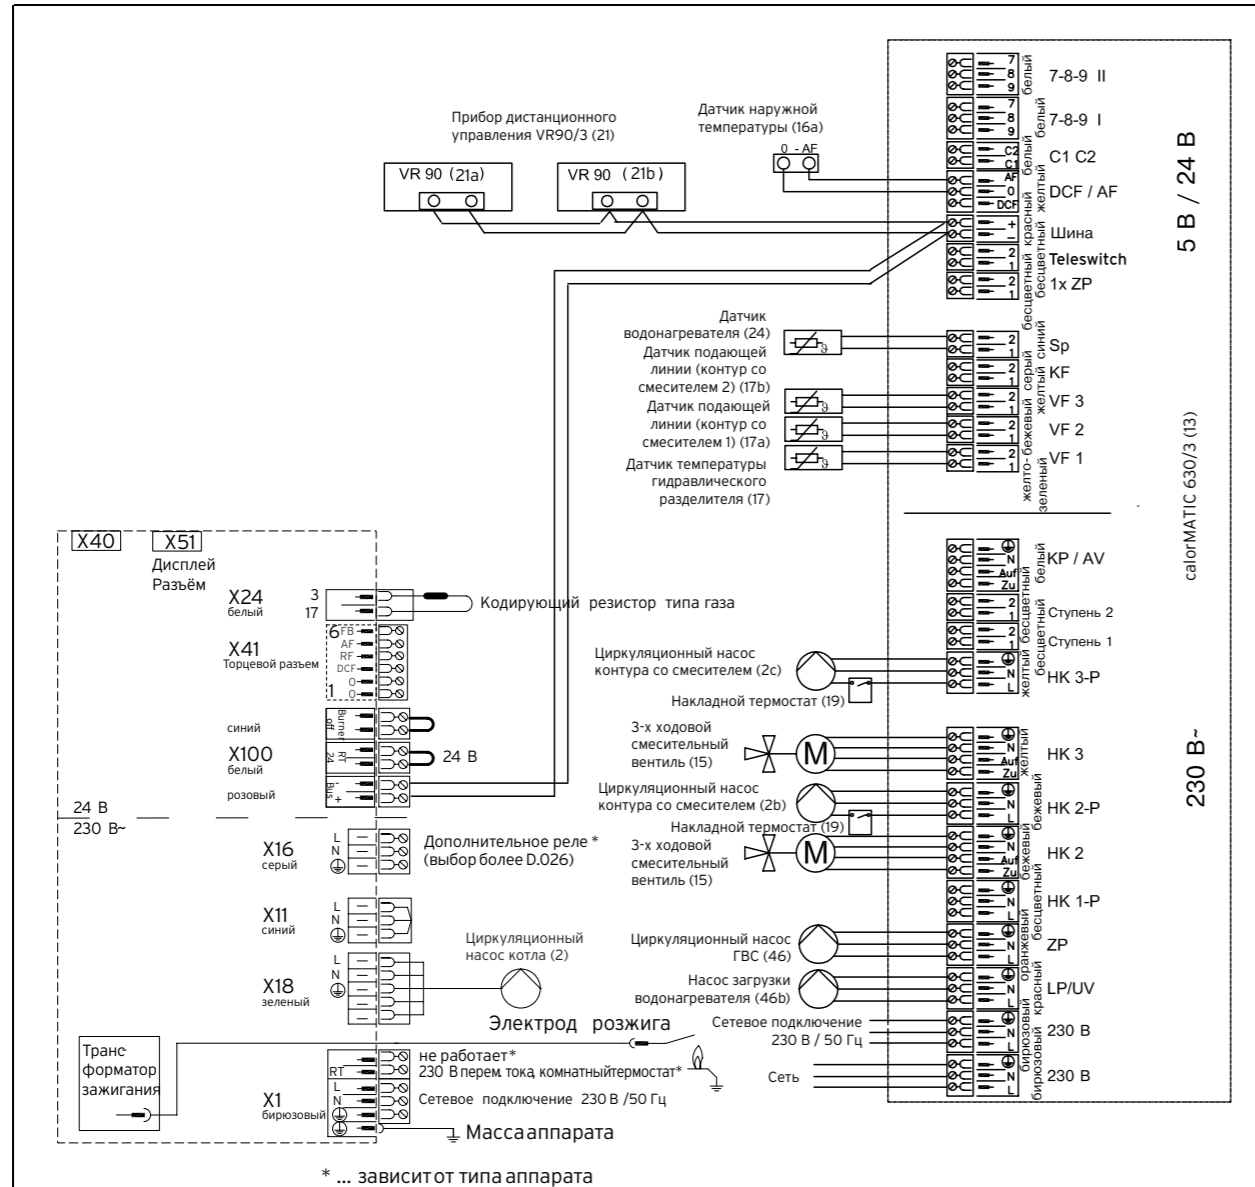 Прибор дистанционного
управления VR90/3 (21)
VR 90 (21a)
VR 90 (21b)
Датчик наружной
температуры (16a)
0 - AF
7
8
9
белый
7-8-9 II
7
8
9
белый
7-8-9 I
C2
C1
белый
C1 C2
AF
0
DCF
желтый
DCF / AF
+
–
красный
Шина
2
1
бесцветный
Teleswitch
2
1
бесцветный
1x ZP
5 В / 24 В
Датчик
водонагревателя (24)
Датчик подающей
линии (контур со
смесителем 2) (17b)
Датчик подающей
линии (контур со
смесителем 1) (17a)
Датчик температуры
гидравлического
разделителя (17)
2
1
синий
Sp
2
1
серый
KF
2
1
желтый
VF 3
2
1
бежевый
VF 2
2
1
желто-
зеленый
VF 1
calorMATIC 630/3 (13)
N
Auf
Zu
белый
KP / AV
2
1
бесцветный
Ступень 2
2
1
бесцветный
Ступень 1
N
L
желтый
HK 3-P
Циркуляционный насос
контура со смесителем (2c)
Накладной термостат (19)
3-х ходовой
смесительный
вентиль (15)
M
N
Auf
Zu
желтый
HK 3
Циркуляционный насос
контура со смесителем (2b)
Накладной термостат (19)
N
L
бежевый
HK 2-P
3-х ходовой
смесительный
вентиль (15)
M
N
Auf
Zu
бежевый
HK 2
N
L
бесцветный
HK 1-P
Циркуляционный насос
ГВС (46)
N
L
оранжевый
ZP
Насос загрузки
водонагревателя (46b)
N
L
красный
LP/UV
Сетевое подключение
230 В / 50 Гц
N
L
бирюзовый
230 В
Сеть
N
L
бирюзовый
230 В
230 В~
X40
X51
Дисплей
Разъём
X24
белый
3
17
Кодирующий резистор типа газа
X41
Торцевой разъем
6
FB
AF
RF
DCF
0
0
1
синий
Burner
off
X100
белый
RT
24
24 В
розовый
Bus
-
+
24 В
230 В~
X16
серый
L
N
Дополнительное реле *
(выбор более D.026)
X11
синий
L
N
X18
зеленый
L
N
Циркуляционный
насос котла (2)
Электрод розжига
Транс-
форматор
зажигания
не работает*
RT
230 В перем. тока, комнатныйтермостат*
X1
бирюзовый
L
N
Сетевое подключение 230 В /50 Гц
Масса аппарата
* ... зависит от типа аппарата